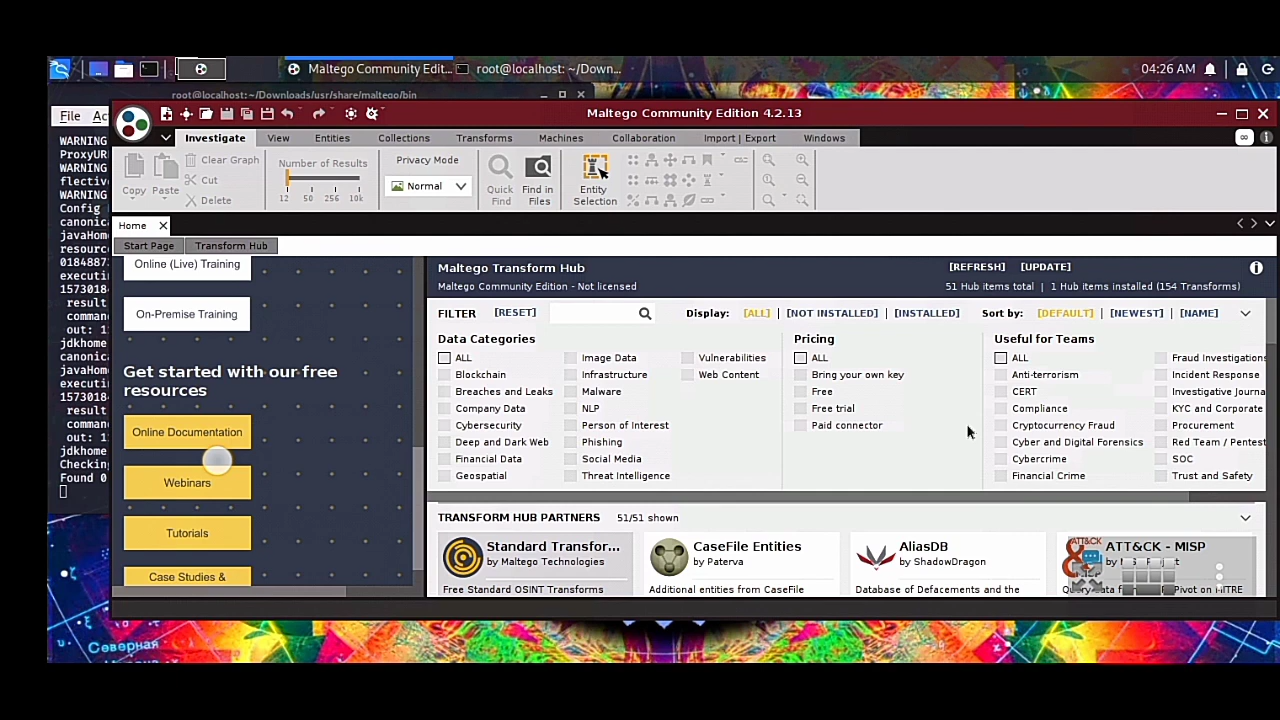 Maltego Community Edit...
root@localhost: ~/Down...
04:26 AM
root@localhost: ~/Downloads/usr/share/maltego/bin
File
Maltego Community Edition 4.2.13
Investigate View Entities Collections Transforms Machines Collaboration Import | Export Windows
Copy Paste
Clear Graph
Cut
Delete
Number of Results
12 50 256 10k
Privacy Mode
Normal
Quick Find
Find in Files
Entity Selection
Home
Start Page Transform Hub
WARNING
ProxyUR
WARNING
flective
WARNING
Config
canonica
javaHome
resource
0184887
executin
15730184
result
command
out: 11
jdkhome
canonica
javaHome
executin
15730184
result
command
out: 11
jdkhome
Checking
Found 0
Online (Live) Training
On-Premise Training
Get started with our free
resources
Online Documentation
Webinars
Tutorials
Case Studies &
Maltego Transform Hub
[REFRESH] [UPDATE]
Maltego Community Edition - Not licensed
51 Hub items total | 1 Hub items installed (154 Transforms)
FILTER [RESET]
Display: [ALL] | [NOT INSTALLED] | [INSTALLED]
Sort by: [DEFAULT] | [NEWEST] | [NAME]
Data Categories
ALL
Blockchain
Breaches and Leaks
Company Data
Cybersecurity
Deep and Dark Web
Financial Data
Geospatial
Image Data
Infrastructure
Malware
NLP
Person of Interest
Phishing
Social Media
Threat Intelligence
Vulnerabilities
Web Content
Pricing
ALL
Bring your own key
Free
Free trial
Paid connector
Useful for Teams
ALL
Anti-terrorism
CERT
Compliance
Cryptocurrency Fraud
Cyber and Digital Forensics
Cybercrime
Financial Crime
Fraud Investigations
Incident Response
Investigative Journa
KYC and Corporate
Procurement
Red Team / Pentest
SOC
Trust and Safety
TRANSFORM HUB PARTNERS 51/51 shown
Standard Transfor...
by Maltego Technologies
Free Standard OSINT Transforms
CaseFile Entities
by Paterva
Additional entities from CaseFile
AliasDB
by ShadowDragon
Database of Defacements and the
ATT&CK - MISP
Северная